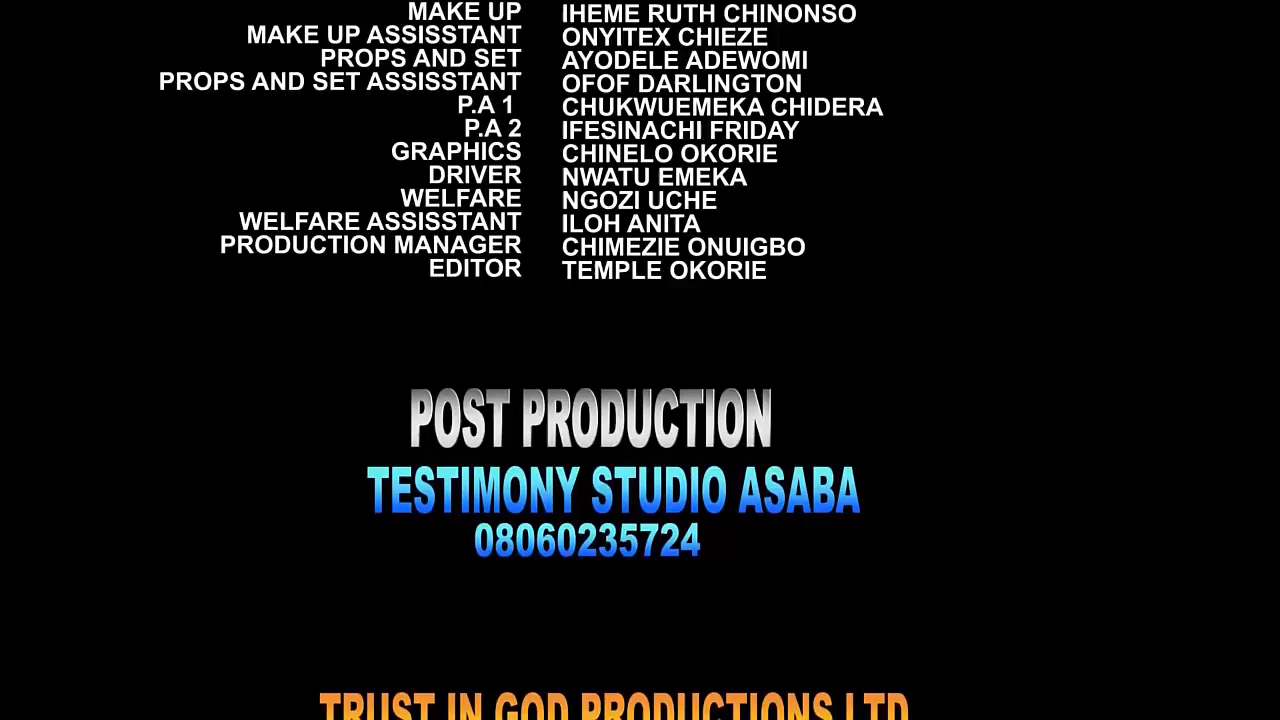 MAKE UP IHEME RUTH CHINONSO
MAKE UP ASSISSTANT ONYITEX CHIEZE
PROPS AND SET AYODELE ADEWOMI
PROPS AND SET ASSISSTANT OFOF DARLINGTON
P.A 1 CHUKWUEMEKA CHIDERA
P.A 2 IFESINACHI FRIDAY
GRAPHICS CHINELO OKORIE
DRIVER NWATU EMEKA
WELFARE NGOZI UCHE
WELFARE ASSISSTANT ILOH ANITA
PRODUCTION MANAGER CHIMEZIE ONUIGBO
EDITOR TEMPLE OKORIE
POST PRODUCTION
TESTIMONY STUDIO ASABA
08060235724
TRUST IN GOD PRODUCTIONS LTD